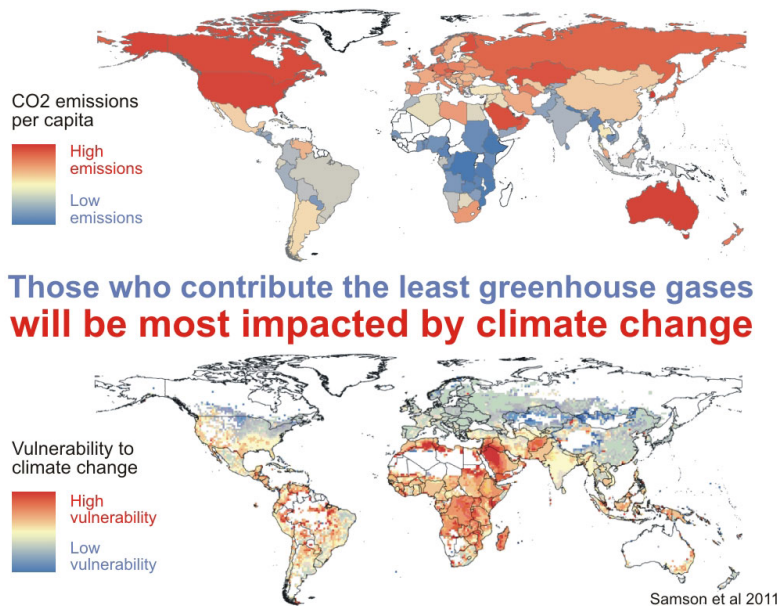 CO2 emissions
per capita
High
emissions
Low
emissions
Those who contribute the least greenhouse gases
will be most impacted by climate change
Vulnerability to
climate change
High
vulnerability
Low
vulnerability
Samson et al 2011